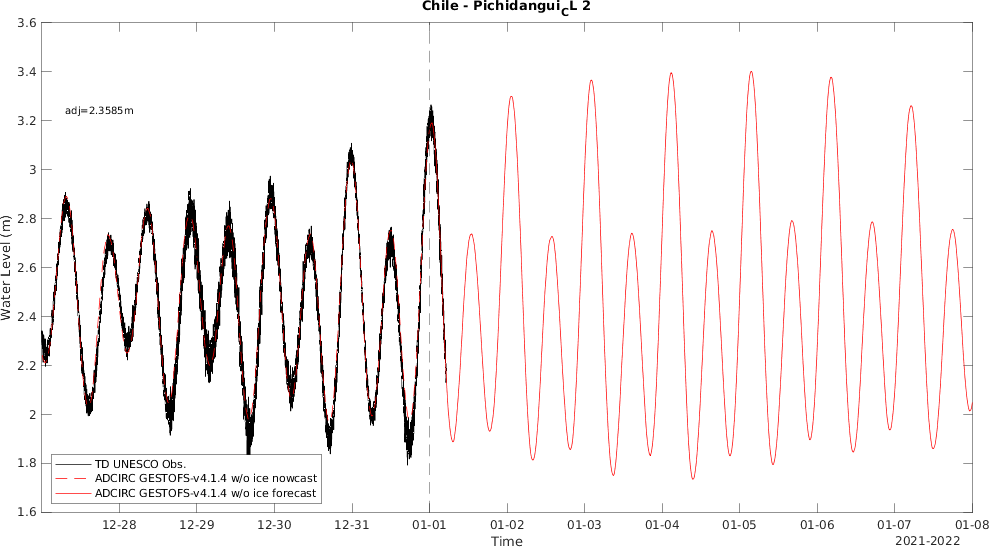 Chile - PichidanguiCL 2
adj=2.3585m
Water Level (m)
3.6
3.4
3.2
3
2.8
2.6
2.4
2.2
2
1.8
1.6
TD UNESCO Obs.
ADCIRC GESTOFS-v4.1.4 w/o ice nowcast
ADCIRC GESTOFS-v4.1.4 w/o ice forecast
12-28 12-29 12-30 12-31 01-01 01-02 01-03 01-04 01-05 01-06 01-07 01-08
Time
2021-2022